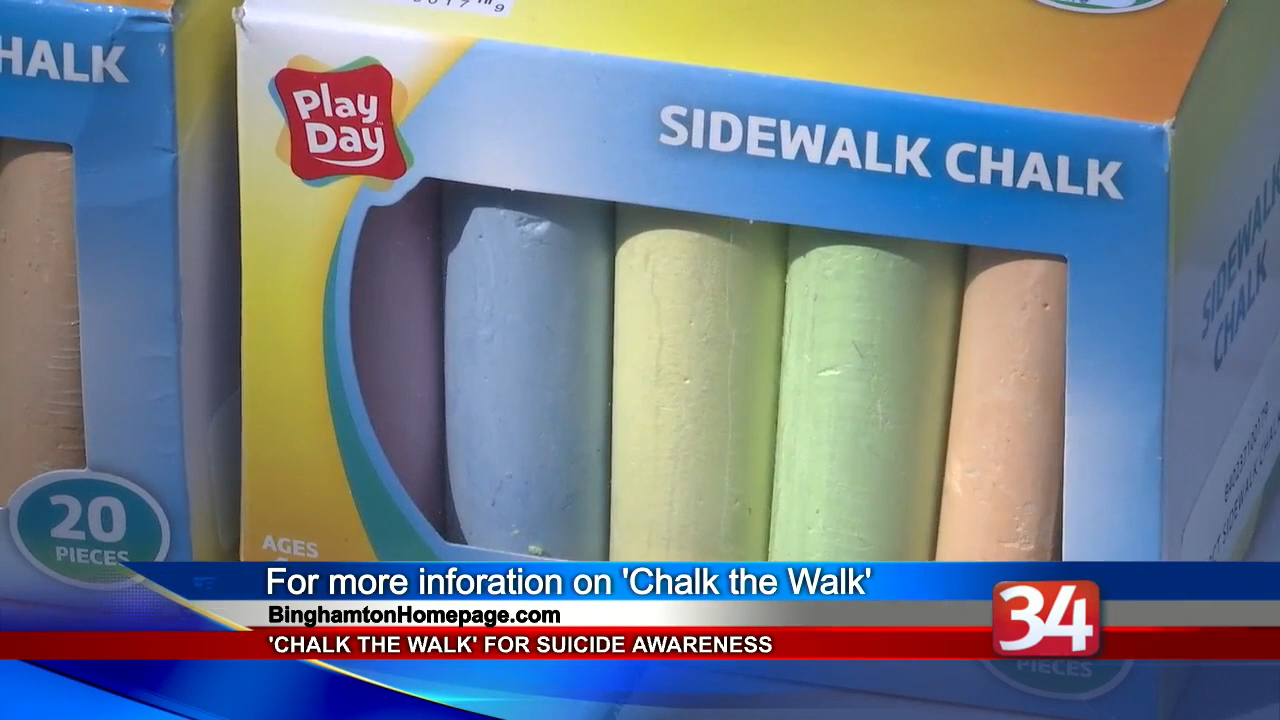 HALK
Play
Day
SIDEWALK CHALK
SIDEWALK
CHALK
20
PIECES
AGES
For more inforation on 'Chalk the Walk'
BinghamtonHomepage.com
34
'CHALK THE WALK' FOR SUICIDE AWARENESS
PIECES